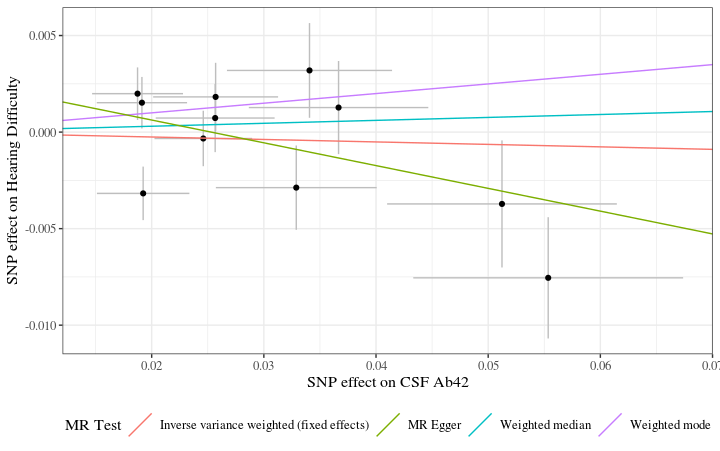 SNP effect on Hearing Difficulty
0.005
0.000
-0.005
-0.010
0.02 0.03 0.04 0.05 0.06 0.07
SNP effect on CSF Ab42
MR Test Inverse variance weighted (fixed effects) MR Egger Weighted median Weighted mode